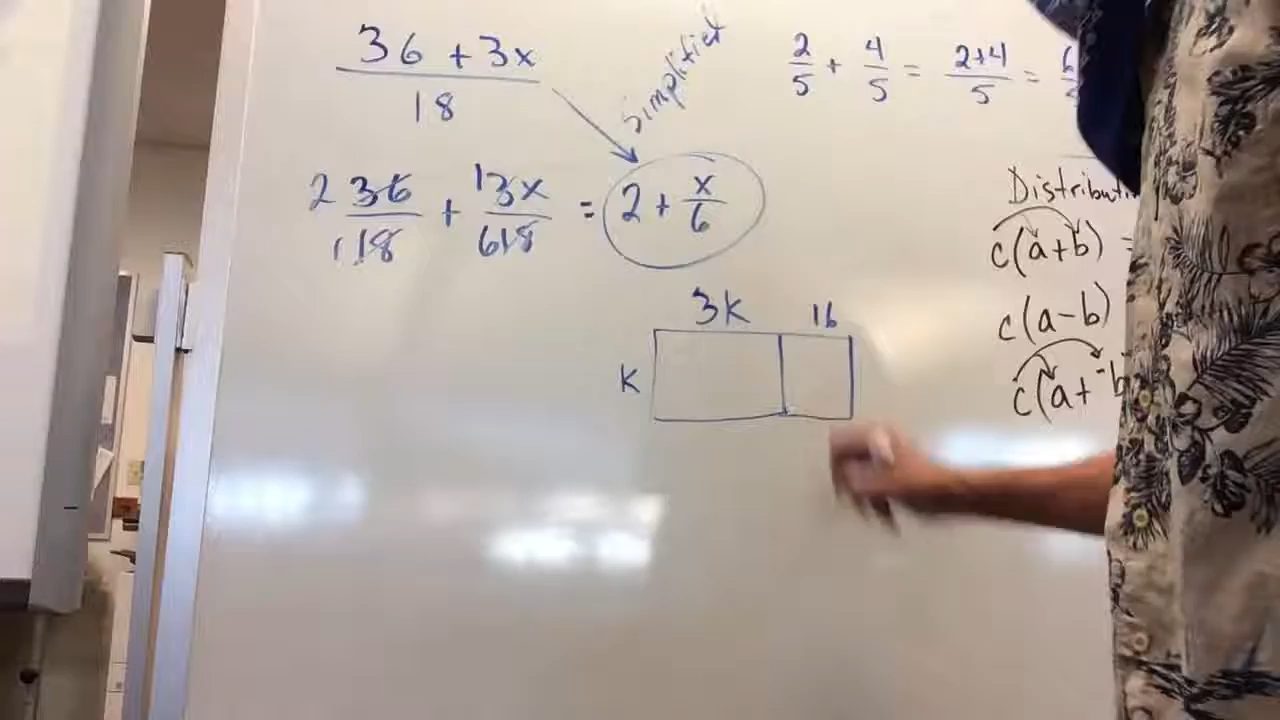 36 + 3x
18
Simplified
2 36/1 18 + 1 3x/6 18 = 2 + x/6
2/5 + 4/5 = 2+4/5 = 6
3K 16
K
c(a+b) =
c(a-b)
c(a+ -b